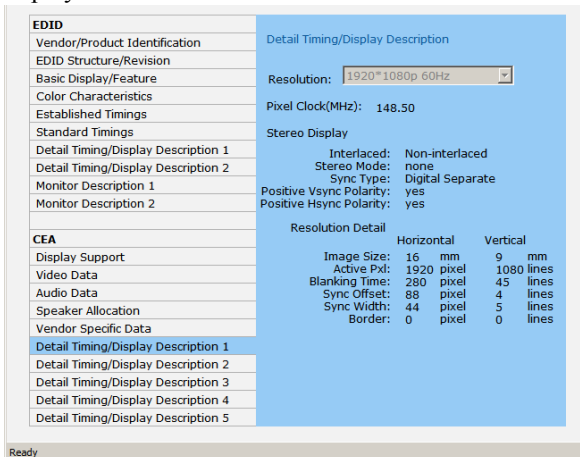 EDID
Vendor/Product Identification
EDID Structure/Revision
Basic Display/Feature
Color Characteristics
Established Timings
Standard Timings
Detail Timing/Display Description 1
Detail Timing/Display Description 2
Monitor Description 1
Monitor Description 2
CEA
Display Support
Video Data
Audio Data
Speaker Allocation
Vendor Specific Data
Detail Timing/Display Description 1
Detail Timing/Display Description 2
Detail Timing/Display Description 3
Detail Timing/Display Description 4
Detail Timing/Display Description 5
Detail Timing/Display Description
Resolution: 1920*1080p 60Hz
Pixel Clock(MHz): 148.50
Stereo Display
Interlaced: Non-interlaced
Stereo Mode: none
Sync Type: Digital Separate
Positive Vsync Polarity: yes
Positive Hsync Polarity: yes
Resolution Detail
Horizontal Vertical
Image Size: 16 mm 9 mm
Active Pxl: 1920 pixel 1080 lines
Blanking Time: 280 pixel 45 lines
Sync Offset: 88 pixel 4 lines
Sync Width: 44 pixel 5 lines
Border: 0 pixel 0 lines
Ready